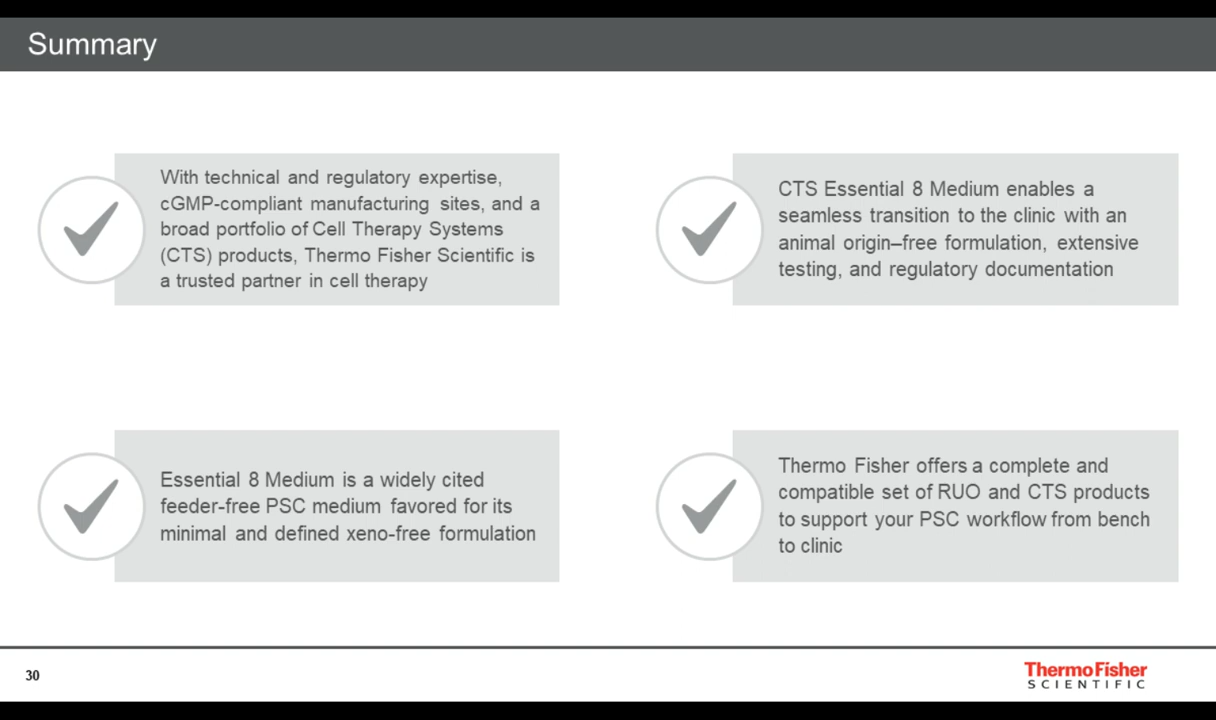 Summary
With technical and regulatory expertise,
cGMP-compliant manufacturing sites, and a
broad portfolio of Cell Therapy Systems
(CTS) products, Thermo Fisher Scientific is
a trusted partner in cell therapy
CTS Essential 8 Medium enables a
seamless transition to the clinic with an
animal origin–free formulation, extensive
testing, and regulatory documentation
Essential 8 Medium is a widely cited
feeder-free PSC medium favored for its
minimal and defined xeno-free formulation
Thermo Fisher offers a complete and
compatible set of RUO and CTS products
to support your PSC workflow from bench
to clinic
30
ThermoFisher
SCIENTIFIC